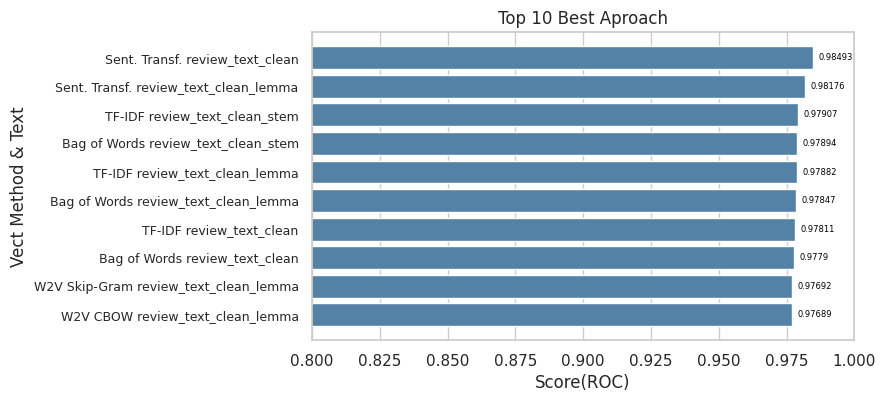 Top 10 Best Aproach
Vect Method & Text
Sent. Transf. review_text_clean 0.98493
Sent. Transf. review_text_clean_lemma 0.98176
TF-IDF review_text_clean_stem 0.97907
Bag of Words review_text_clean_stem 0.97894
TF-IDF review_text_clean_lemma 0.97882
Bag of Words review_text_clean_lemma 0.97847
TF-IDF review_text_clean 0.97811
Bag of Words review_text_clean 0.9779
W2V Skip-Gram review_text_clean_lemma 0.97692
W2V CBOW review_text_clean_lemma 0.97689
0.800 0.825 0.850 0.875 0.900 0.925 0.950 0.975 1.000
Score(ROC)